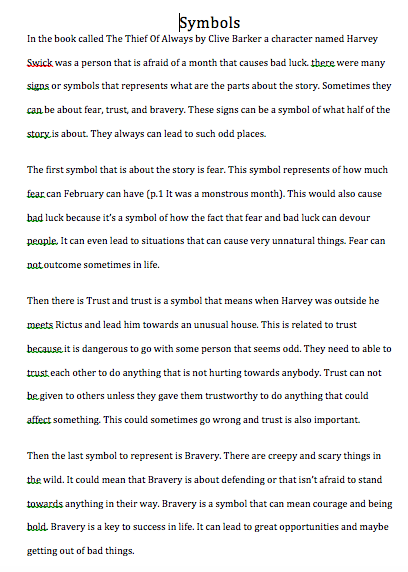 Symbols
In the book called The Thief Of Always by Clive Barker a character named Harvey
Swick was a person that is afraid of a month that causes bad luck. there were many
signs or symbols that represents what are the parts about the story. Sometimes they
can be about fear, trust, and bravery. These signs can be a symbol of what half of the
story is about. They always can lead to such odd places.
The first symbol that is about the story is fear. This symbol represents of how much
fear can February can have (p.1 It was a monstrous month). This would also cause
bad luck because it's a symbol of how the fact that fear and bad luck can devour
people. It can even lead to situations that can cause very unnatural things. Fear can
not outcome sometimes in life.
Then there is Trust and trust is a symbol that means when Harvey was outside he
meets Rictus and lead him towards an unusual house. This is related to trust
because it is dangerous to go with some person that seems odd. They need to able to
trust each other to do anything that is not hurting towards anybody. Trust can not
be given to others unless they gave them trustworthy to do anything that could
affect something. This could sometimes go wrong and trust is also important.
Then the last symbol to represent is Bravery. There are creepy and scary things in
the wild. It could mean that Bravery is about defending or that isn't afraid to stand
towards anything in their way. Bravery is a symbol that can mean courage and being
bold. Bravery is a key to success in life. It can lead to great opportunities and maybe
getting out of bad things.